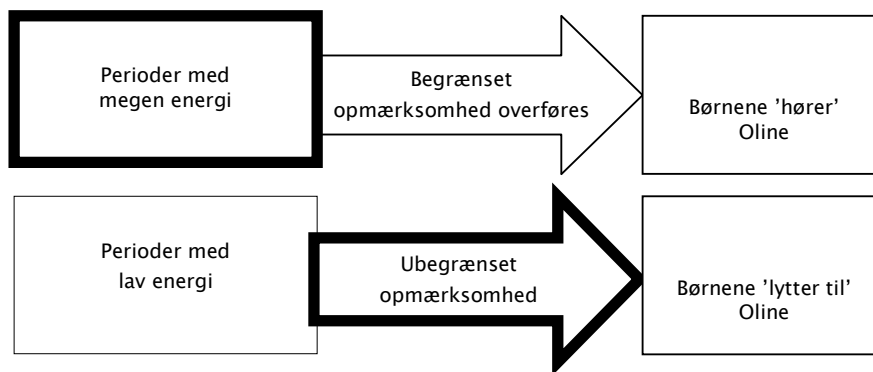 Perioder med
megen energi
Begrænset
opmærksomhed overføres
Børnene ’hører’
Oline
Perioder med
lav energi
Ubegrænset
opmærksomhed
Børnene ’lytter til’
Oline